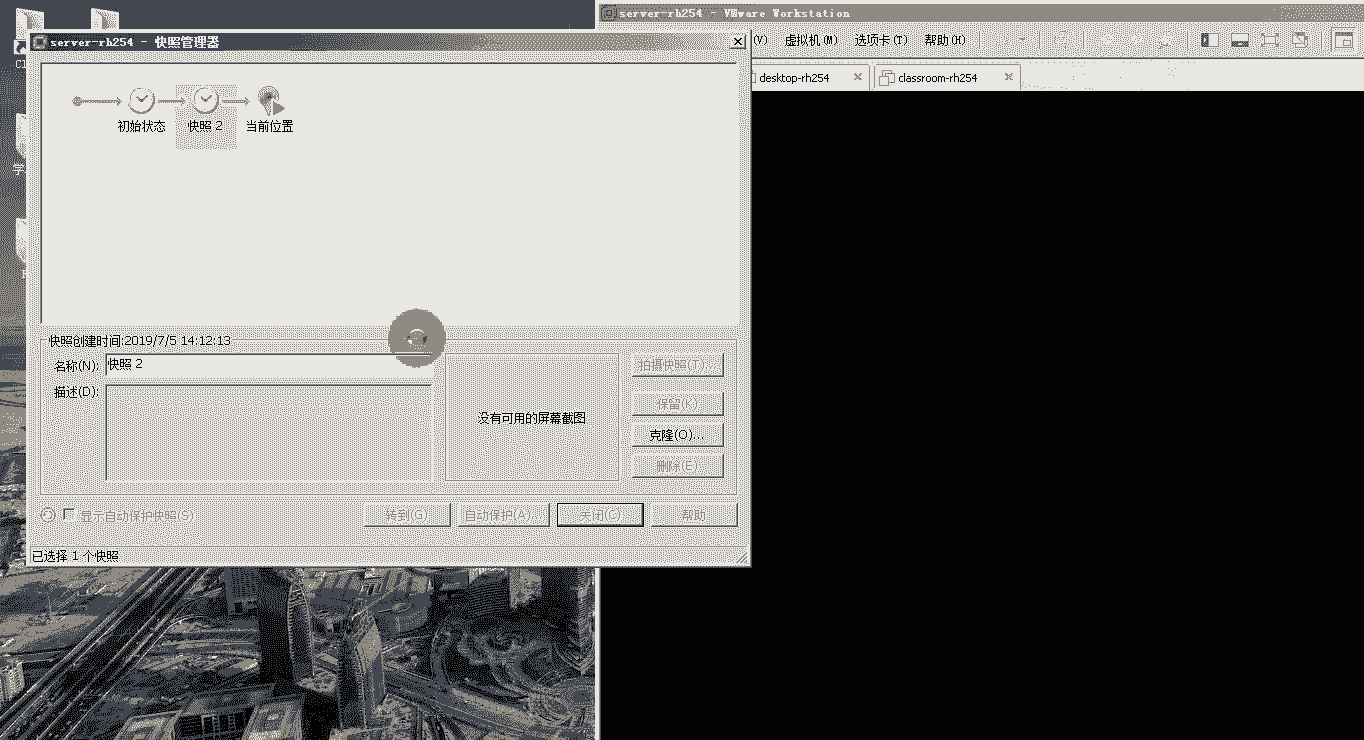 server-rh254 - VMware Workstation
server-rh254 - 快照管理器
(V) 虚拟机(M) 选项卡(T) 帮助(H)
desktop-rh254
classroom-rh254
初始状态 快照 2 当前位置
快照创建时间:2019/7/5 14:12:13
名称(N): 快照 2
拍摄快照(T)...
描述(D):
保留(K)
没有可用的屏幕截图
克隆(O)...
删除(E)
显示自动保护快照(S)
转到(G) 自动保护(A)... 关闭(C) 帮助
已选择 1 个快照